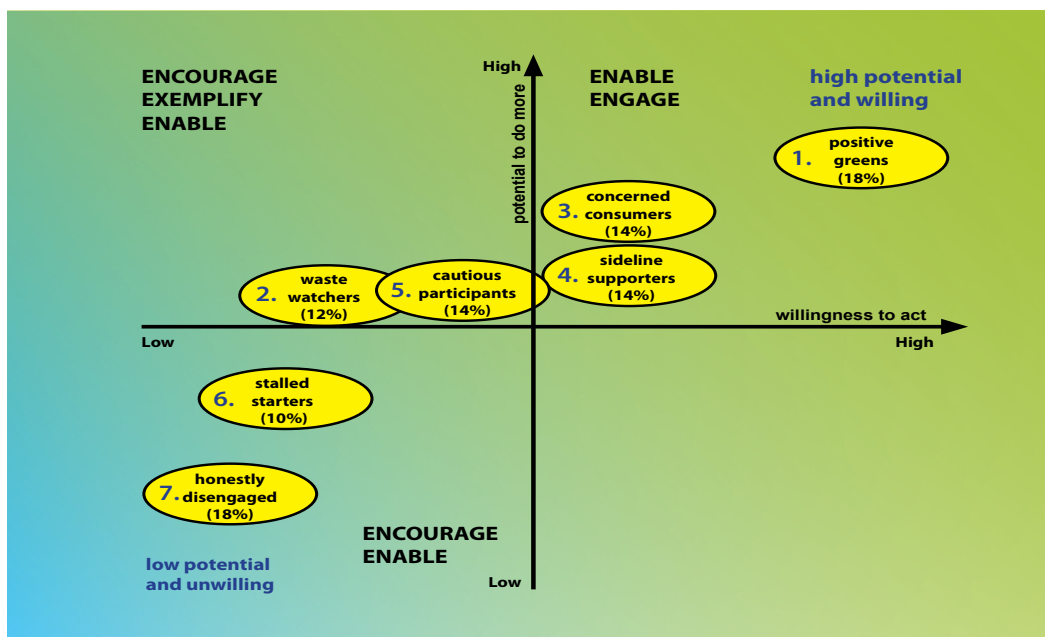 ENCOURAGE
EXEMPLIFY
ENABLE
High
potential to do more
ENABLE
ENGAGE
high potential
and willing
1. positive
greens
(18%)
3. concerned
consumers
(14%)
4. sideline
supporters
(14%)
2. waste
watchers
(12%)
5. cautious
participants
(14%)
willingness to act
Low
High
6. stalled
starters
(10%)
7. honestly
disengaged
(18%)
ENCOURAGE
ENABLE
low potential
and unwilling
Low